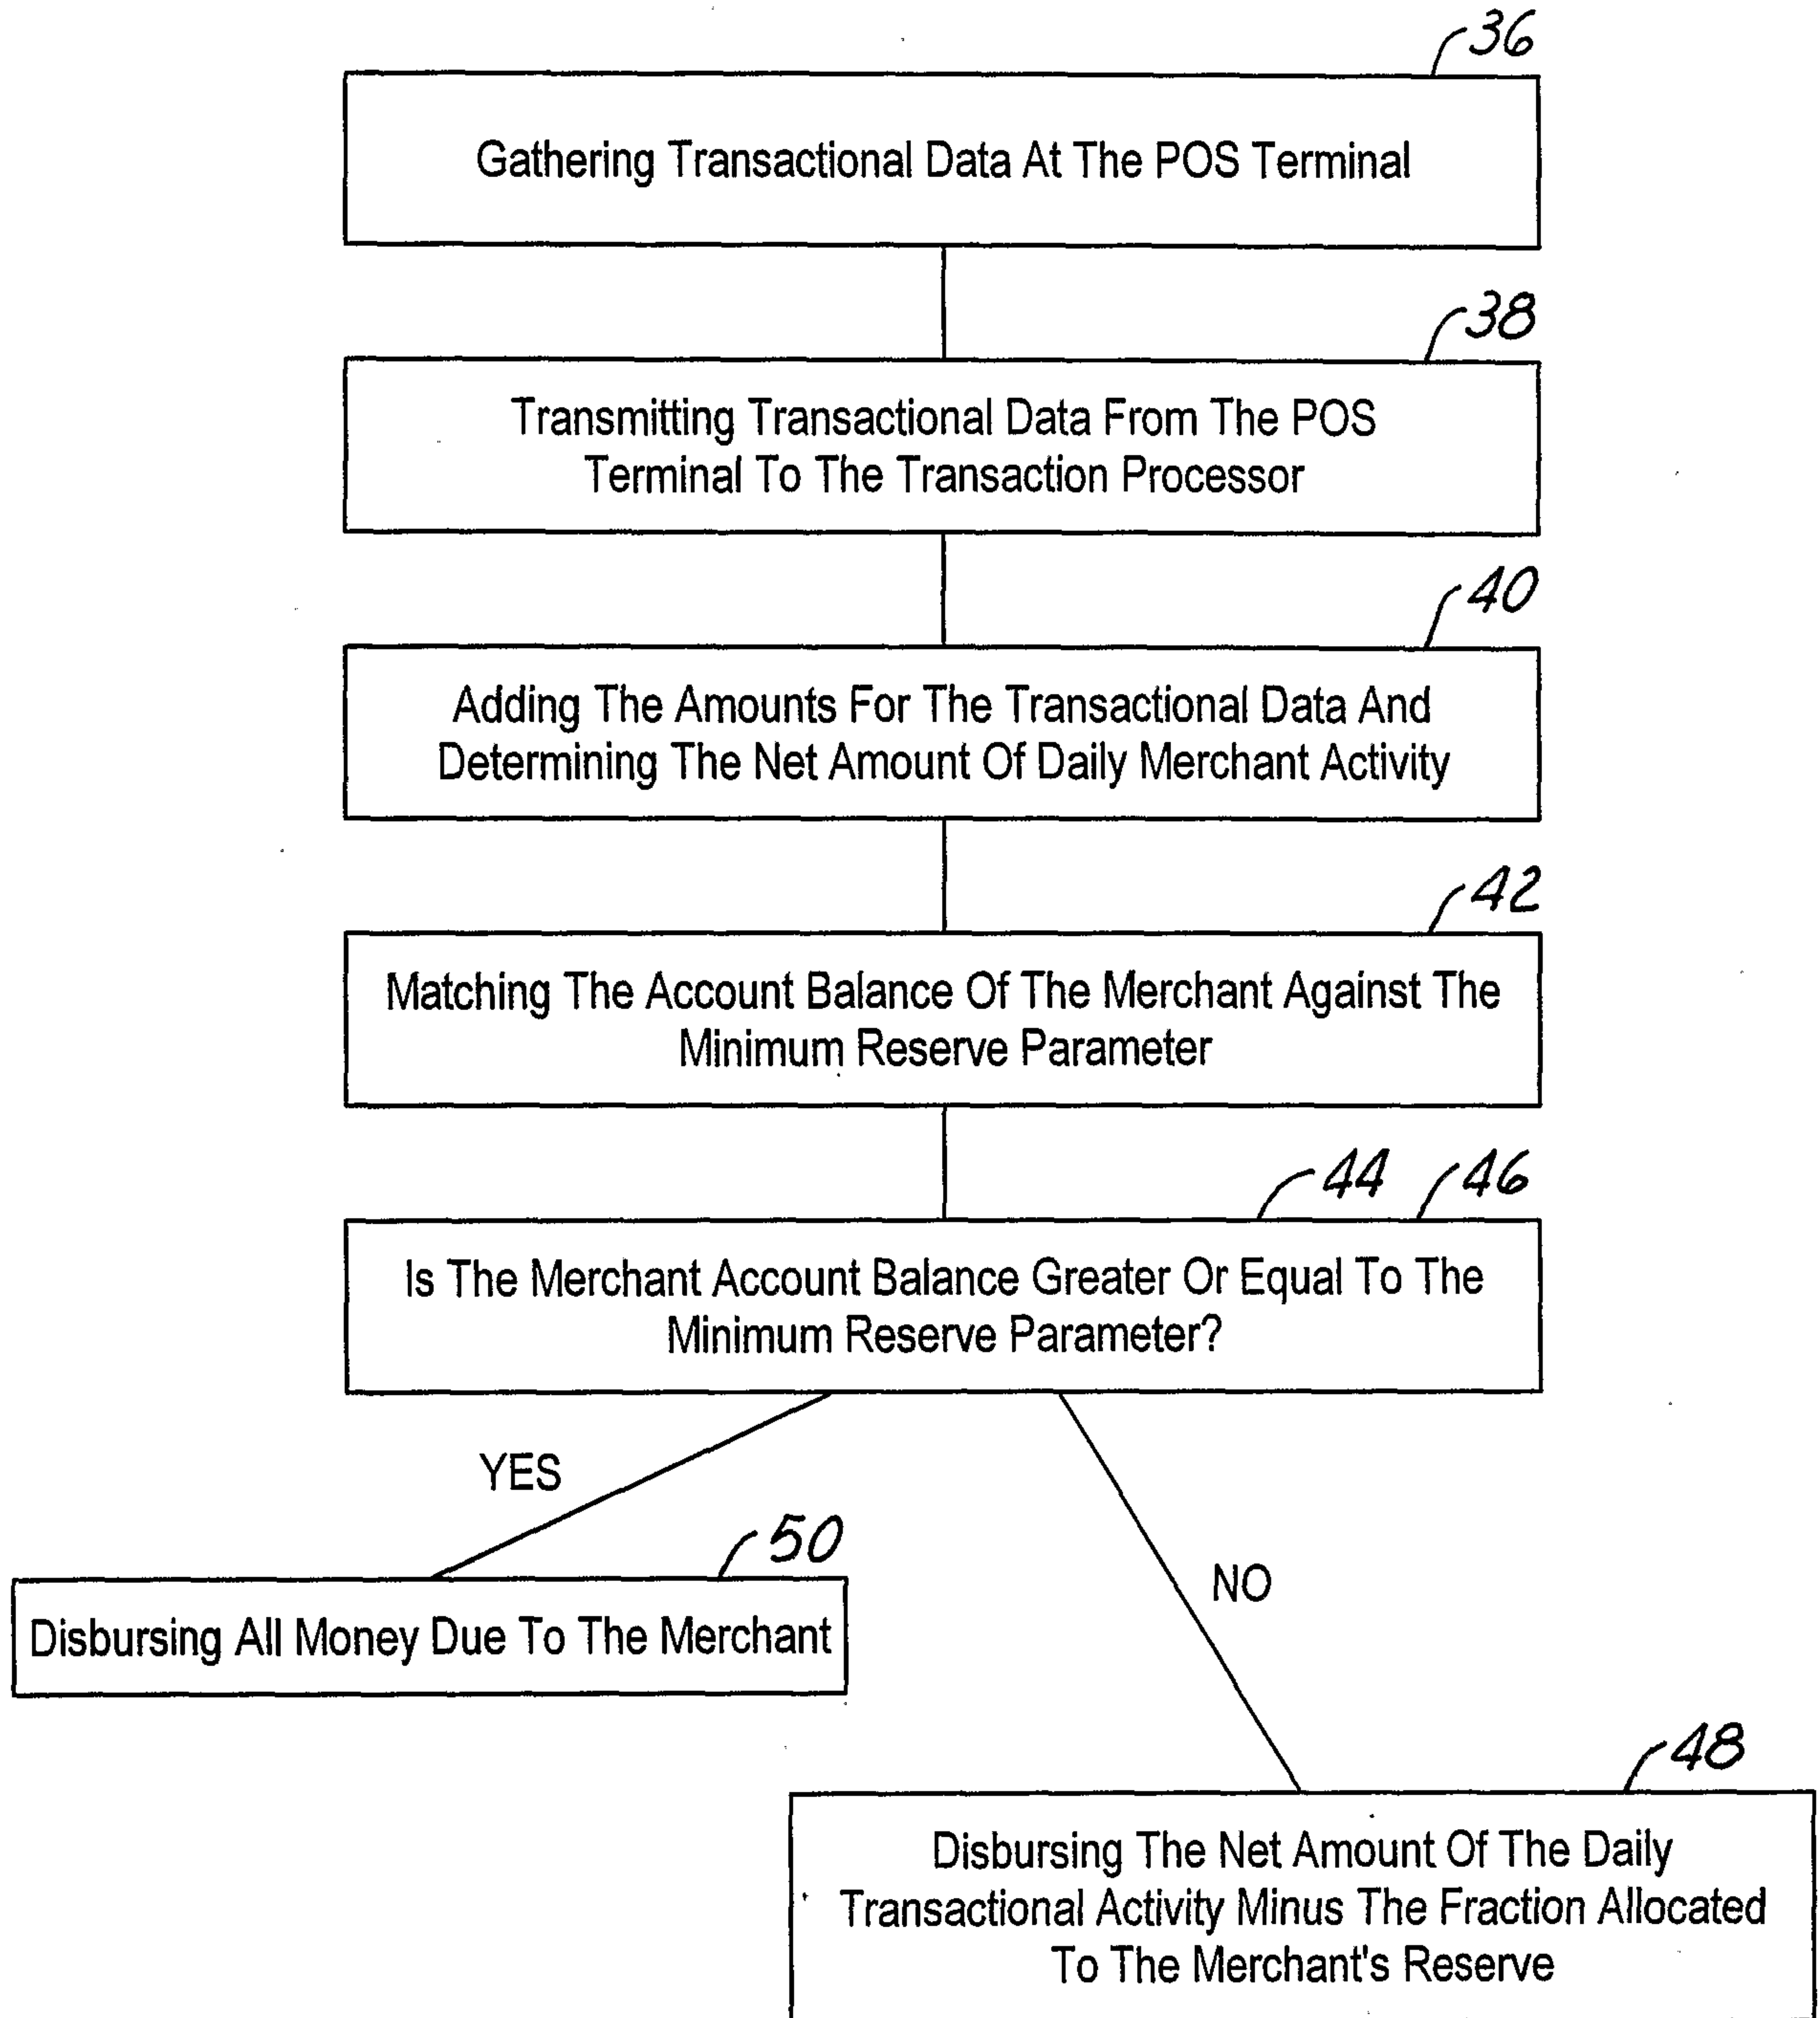 36
Gathering Transactional Data At The POS Terminal
38
Transmitting Transactional Data From The POS
Terminal To The Transaction Processor
40
Adding The Amounts For The Transactional Data And
Determining The Net Amount Of Daily Merchant Activity
42
Matching The Account Balance Of The Merchant Against The
Minimum Reserve Parameter
44 46
Is The Merchant Account Balance Greater Or Equal To The
Minimum Reserve Parameter?
YES
50
Disbursing All Money Due To The Merchant
NO
48
Disbursing The Net Amount Of The Daily
Transactional Activity Minus The Fraction Allocated
To The Merchant's Reserve